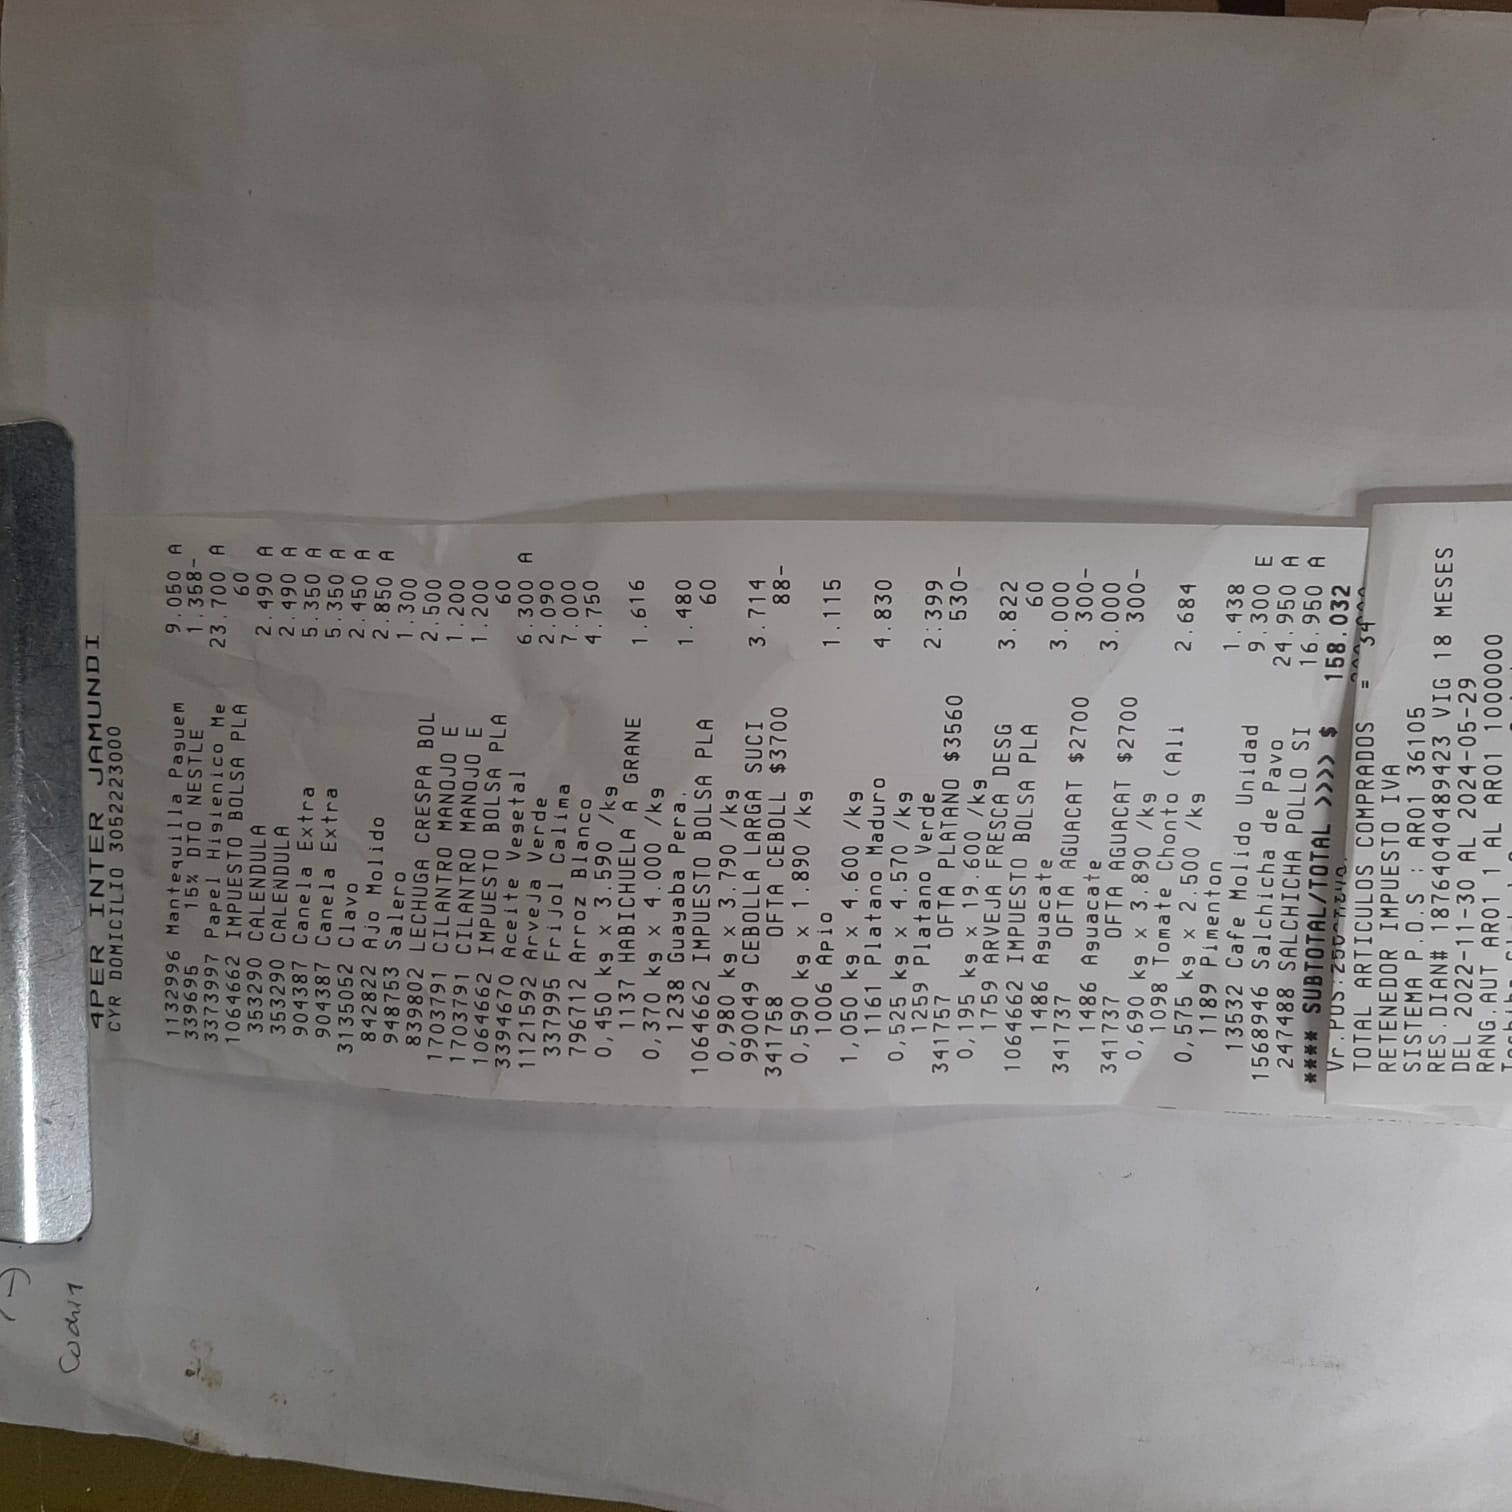 4PER INTER JAMUNDI
CYR DOMICILIO 3052223000
1132996 Mantequilla Paguem 9.050 A
339695 15% DTO NESTLE 1.358-
3373997 Papel Higienico Me 23.700 A
1064662 IMPUESTO BOLSA PLA 60
353290 CALENDULA 2.490 A
353290 CALENDULA 2.490 A
904387 Canela Extra 5.350 A
904387 Canela Extra 5.350 A
3135052 Clavo 2.450 A
842822 Ajo Molido 2.850 A
948753 Salero 1.300
839802 LECHUGA CRESPA BOL 2.500
1703791 CILANTRO MANOJO E 1.200
1703791 CILANTRO MANOJO E 1.200
1064662 IMPUESTO BOLSA PLA 60
3394670 Aceite Vegetal 6.300 A
1121592 Arveja Verde 2.090
337995 Frijol Calima 7.000
796712 Arroz Blanco 4.750
0,450 kg x 3.590 /kg
1137 HABICHUELA A GRANE 1.616
0,370 kg x 4.000 /kg
1238 Guayaba Pera. 1.480
1064662 IMPUESTO BOLSA PLA 60
0,980 kg x 3.790 /kg
990049 CEBOLLA LARGA SUCI 3.714
341758 OFTA CEBOLL $3700 88-
0,590 kg x 1.890 /kg
1006 Apio 1.115
1,050 kg x 4.600 /kg
1161 Platano Maduro 4.830
0,525 kg x 4.570 /kg
1259 Platano Verde 2.399
341757 OFTA PLATANO $3560 530-
0,195 kg x 19.600 /kg
1759 ARVEJA FRESCA DESG 3.822
1064662 IMPUESTO BOLSA PLA 60
1486 Aguacate 3.000
341737 OFTA AGUACAT $2700 300-
1486 Aguacate 3.000
341737 OFTA AGUACAT $2700 300-
0,690 kg x 3.890 /kg
1098 Tomate Chonto (Ali 2.684
0,575 kg x 2.500 /kg
1189 Pimenton 1.438
13532 Cafe Molido Unidad 9.300 E
1568946 Salchicha de Pavo 24.950 A
247488 SALCHICHA POLLO SI 16.950 A
**** SUBTOTAL/TOTAL >>>> $ 158.032
TOTAL ARTICULOS COMPRADOS = 34
RETENEDOR IMPUESTO IVA
SISTEMA P.O.S : AR01 36105
RES.DIAN# 18764040489423 VIG 18 MESES
DEL 2022-11-30 AL 2024-05-29
RANG.AUT AR01 1 AL AR01 1000000